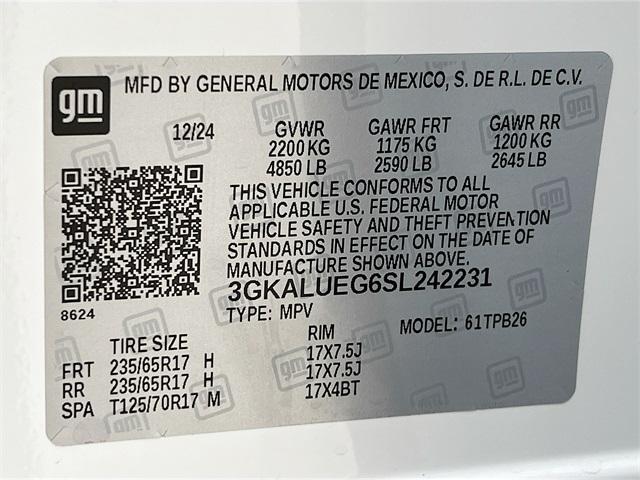 gm
MFD BY GENERAL MOTORS DE MEXICO, S. DE R.L. DE C.V.
12/24 GVWR GAWR FRT GAWR RR
2200 KG 1175 KG 1200 KG
4850 LB 2590 LB 2645 LB
THIS VEHICLE CONFORMS TO ALL
APPLICABLE U.S. FEDERAL MOTOR
VEHICLE SAFETY AND THEFT PREVENTION
STANDARDS IN EFFECT ON THE DATE OF
MANUFACTURE SHOWN ABOVE.
3GKALUEG6SL242231
8624
TYPE: MPV MODEL: 61TPB26
TIRE SIZE RIM
FRT 235/65R17 H 17X7.5J
RR 235/65R17 H 17X7.5J
SPA T125/70R17 M 17X4BT